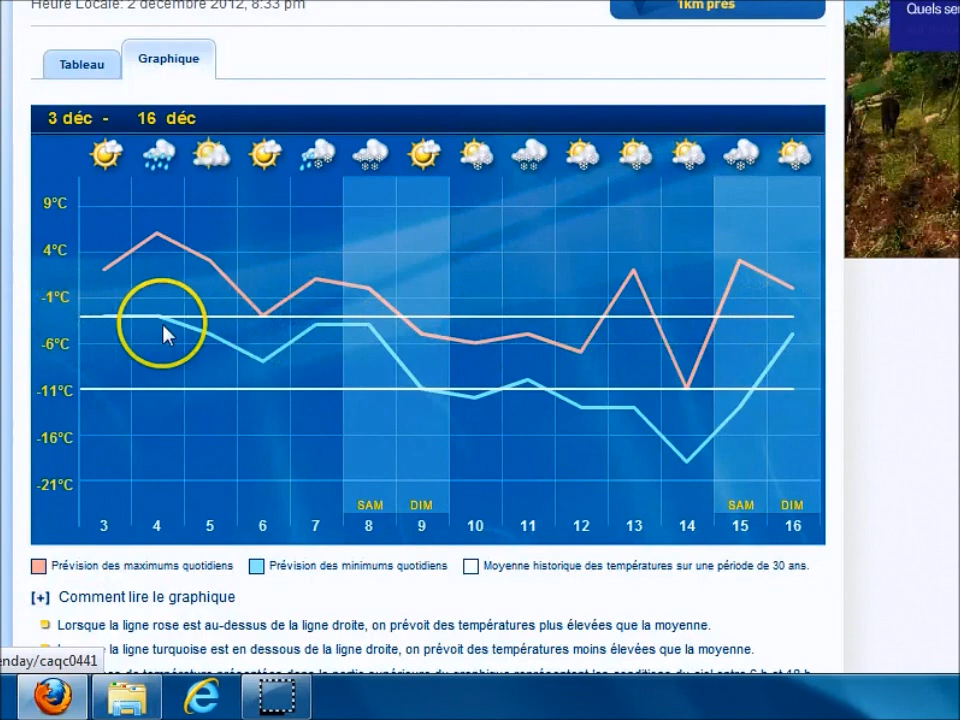 Heure Locale: 2 décembre 2012, 8:33 pm
1km près
Quels se
Tableau
Graphique
3 déc - 16 déc
9°C
4°C
-1°C
-6°C
-11°C
-16°C
-21°C
SAM DIM SAM DIM
3 4 5 6 7 8 9 10 11 12 13 14 15 16
Prévision des maximums quotidiens Prévision des minimums quotidiens Moyenne historique des températures sur une période de 30 ans.
[+] Comment lire le graphique
Lorsque la ligne rose est au-dessus de la ligne droite, on prévoit des températures plus élevées que la moyenne.
la ligne turquoise est en dessous de la ligne droite, on prévoit des températures moins élevées que la moyenne.
enday/caqc0441